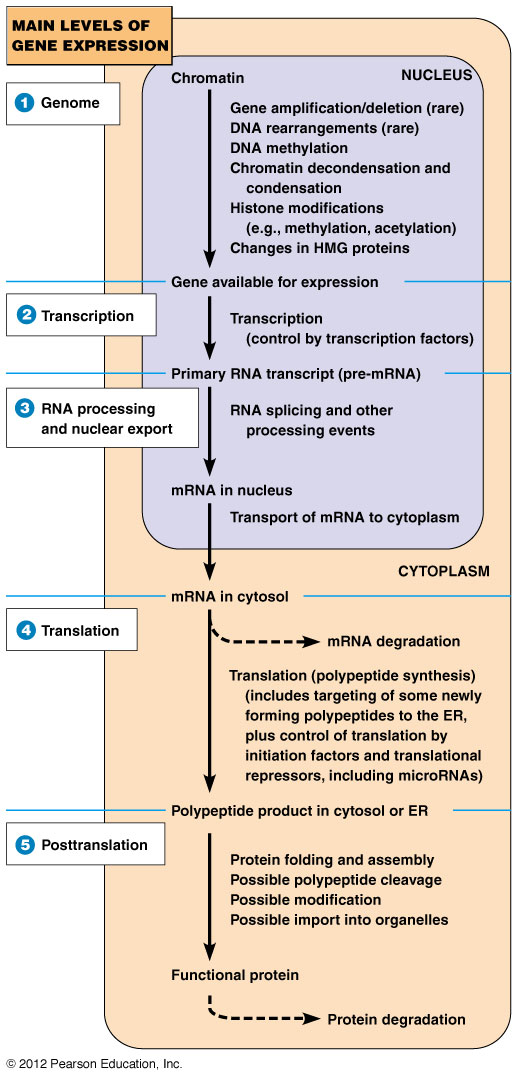 MAIN LEVELS OF
GENE EXPRESSION
NUCLEUS
Chromatin
1 Genome
Gene amplification/deletion (rare)
DNA rearrangements (rare)
DNA methylation
Chromatin decondensation and
condensation
Histone modifications
(e.g., methylation, acetylation)
Changes in HMG proteins
Gene available for expression
2 Transcription
Transcription
(control by transcription factors)
Primary RNA transcript (pre-mRNA)
3 RNA processing
and nuclear export
RNA splicing and other
processing events
mRNA in nucleus
Transport of mRNA to cytoplasm
CYTOPLASM
mRNA in cytosol
4 Translation
mRNA degradation
Translation (polypeptide synthesis)
(includes targeting of some newly
forming polypeptides to the ER,
plus control of translation by
initiation factors and translational
repressors, including microRNAs)
Polypeptide product in cytosol or ER
5 Posttranslation
Protein folding and assembly
Possible polypeptide cleavage
Possible modification
Possible import into organelles
Functional protein
Protein degradation
© 2012 Pearson Education, Inc.